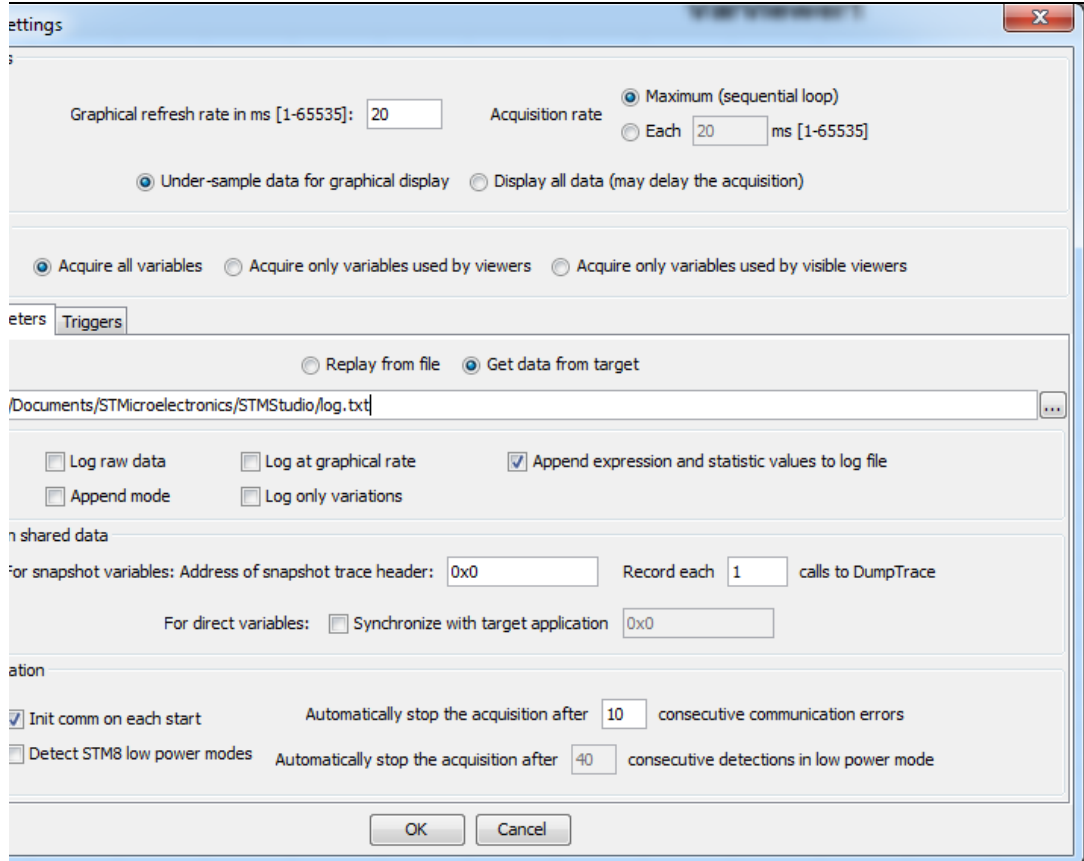 ettings
s
Graphical refresh rate in ms [1-65535]: 20 Acquisition rate
Maximum (sequential loop)
Each 20 ms [1-65535]
Under-sample data for graphical display Display all data (may delay the acquisition)
Acquire all variables Acquire only variables used by viewers Acquire only variables used by visible viewers
eters Triggers
Replay from file Get data from target
/Documents/STMicroelectronics/STMStudio/log.txt
...
Log raw data Log at graphical rate Append expression and statistic values to log file
Append mode Log only variations
n shared data
For snapshot variables: Address of snapshot trace header: 0x0 Record each 1 calls to DumpTrace
For direct variables: Synchronize with target application 0x0
ation
Init comm on each start Automatically stop the acquisition after 10 consecutive communication errors
Detect STM8 low power modes Automatically stop the acquisition after 40 consecutive detections in low power mode
OK Cancel